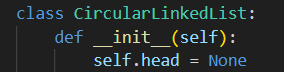 class CircularLinkedList:
    def __init__(self):
        self.head = None